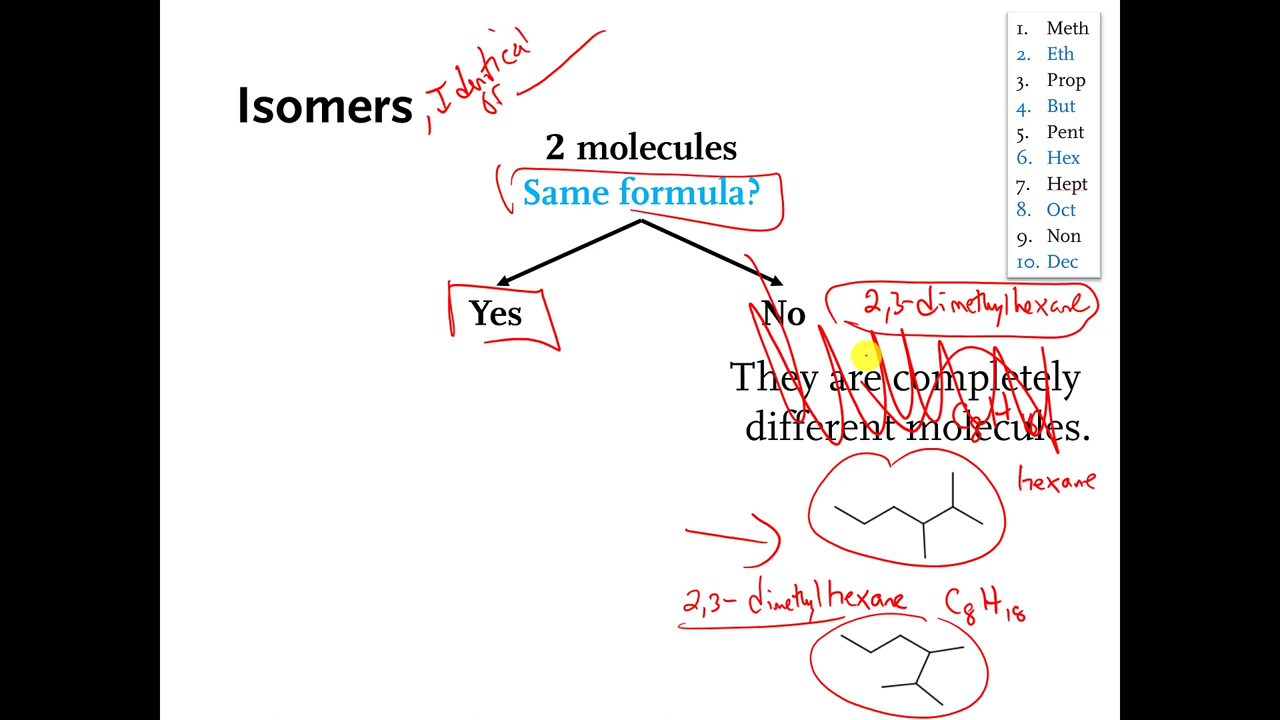 1. Meth
2. Eth
3. Prop
4. But
5. Pent
6. Hex
7. Hept
8. Oct
9. Non
10. Dec
Isomers, Identical
or
2 molecules
Same formula?
Yes
No
2,3-dimethylhexane
They are completely
different molecules.
C8H18
hexane
2,3-dimethylhexane C8H18